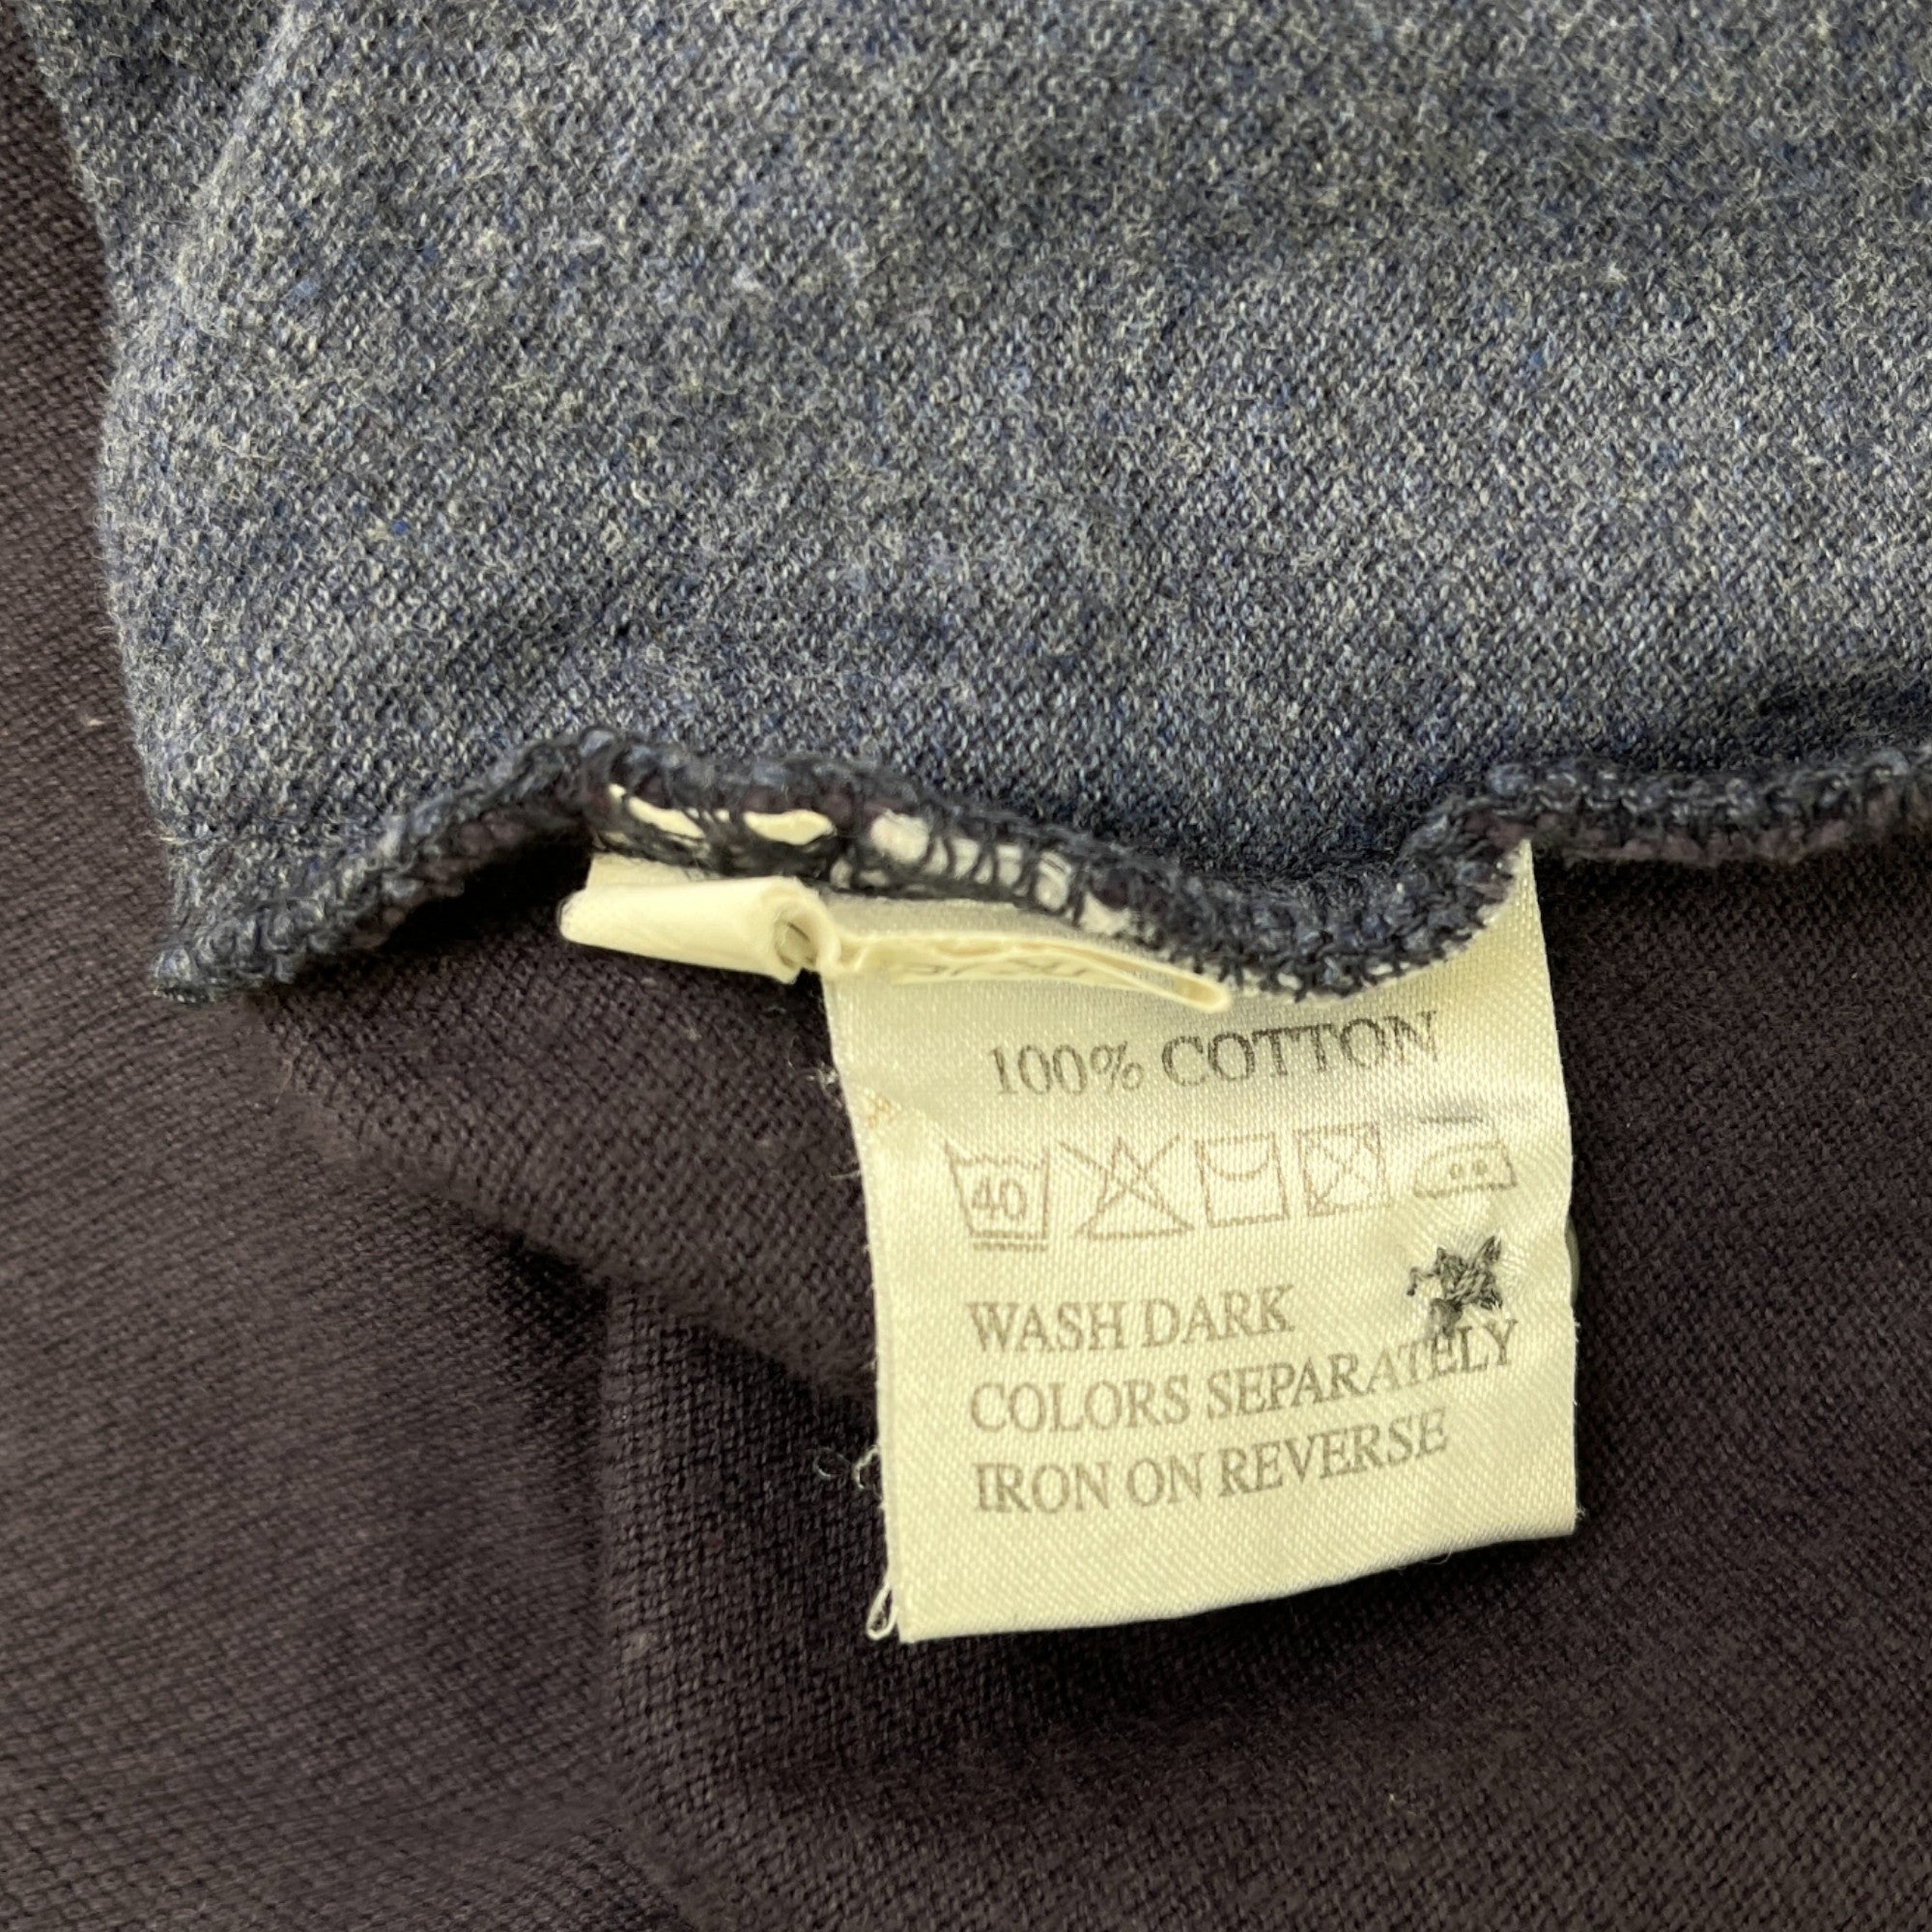 100% COTTON
40
WASH DARK
COLORS SEPARATELY
IRON ON REVERSE